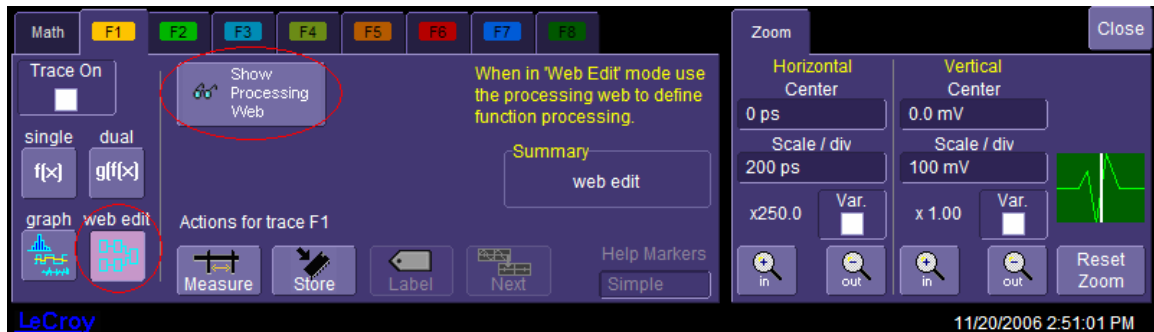 Math F1 F2 F3 F4 F5 F6 F7 F8
Trace On
single dual
f(x) g(f(x)
graph web edit
Show
Processing
Web
When in 'Web Edit' mode use
the processing web to define
function processing.
Summary
web edit
Actions for trace F1
Measure Store Label Next
Help Markers
Simple
Zoom Close
Horizontal Vertical
Center Center
0 ps 0.0 mV
Scale / div Scale / div
200 ps 100 mV
x250.0 Var. x 1.00 Var.
in out in out
Reset
Zoom
LeCroy 11/20/2006 2:51:01 PM